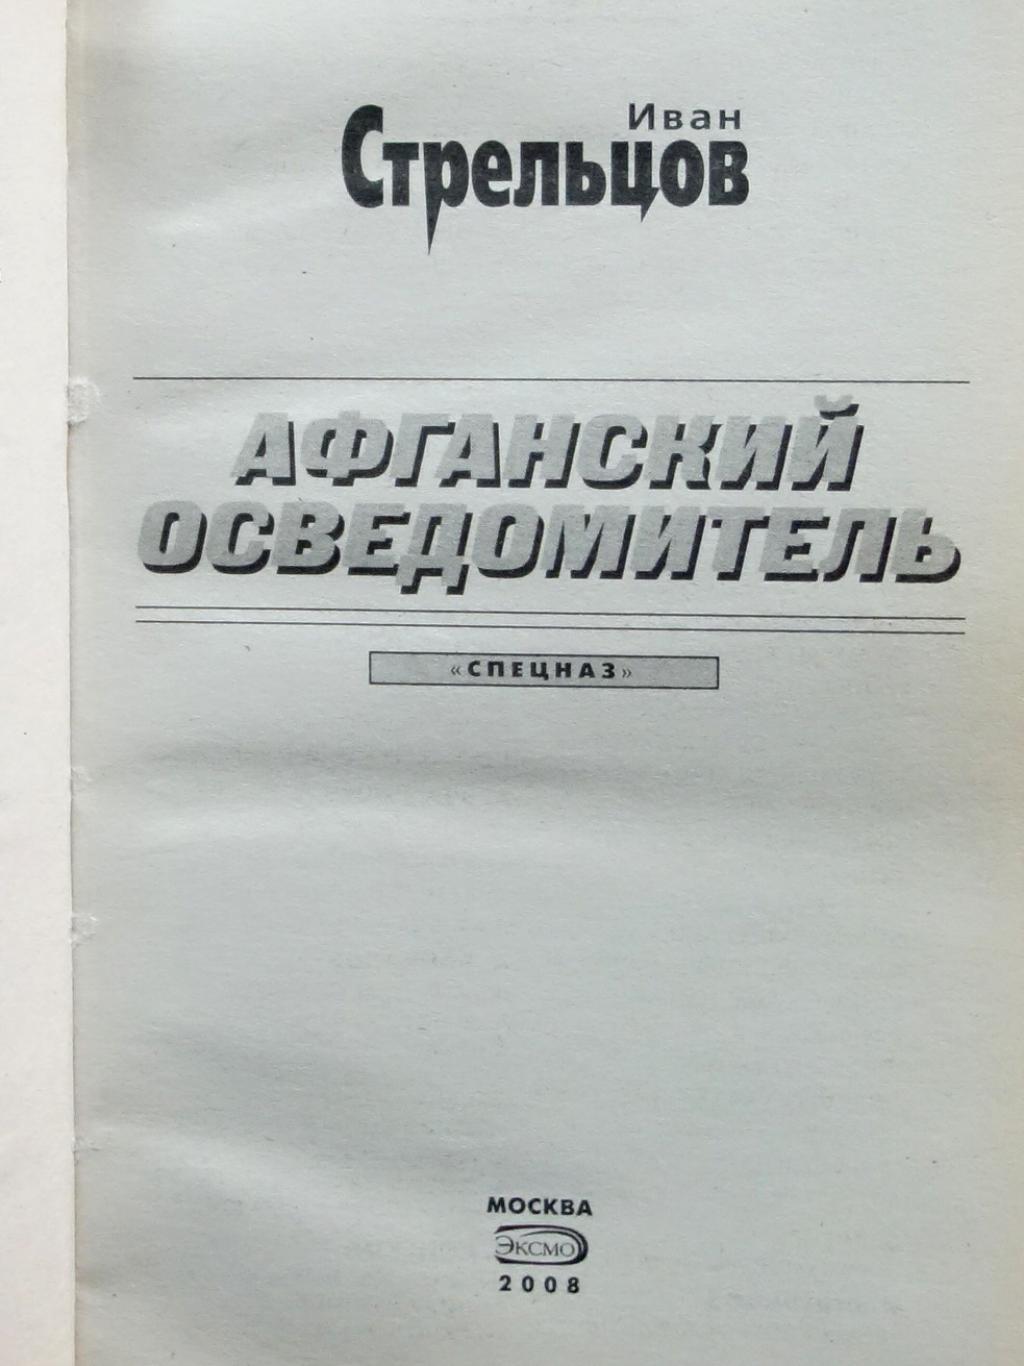 Иван
Стрельцов
АФГАНСКИЙ
ОСВЕДОМИТЕЛЬ
«СПЕЦНАЗ»
МОСКВА
ЭКСМО
2008